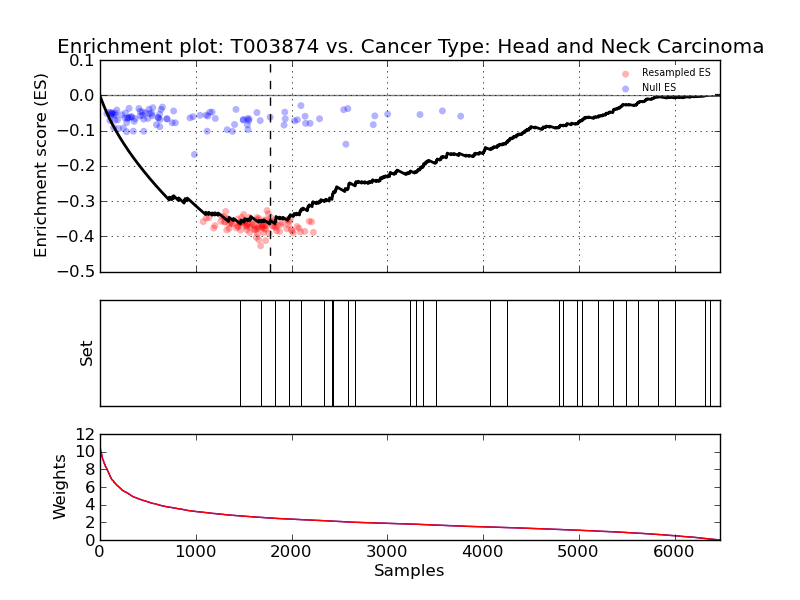 Enrichment plot: T003874 vs. Cancer Type: Head and Neck Carcinoma
Enrichment score (ES)
0.1
0.0
−0.1
−0.2
−0.3
−0.4
−0.5
Resampled ES
Null ES
Set
Weights
12
10
8
6
4
2
0
0 1000 2000 3000 4000 5000 6000
Samples